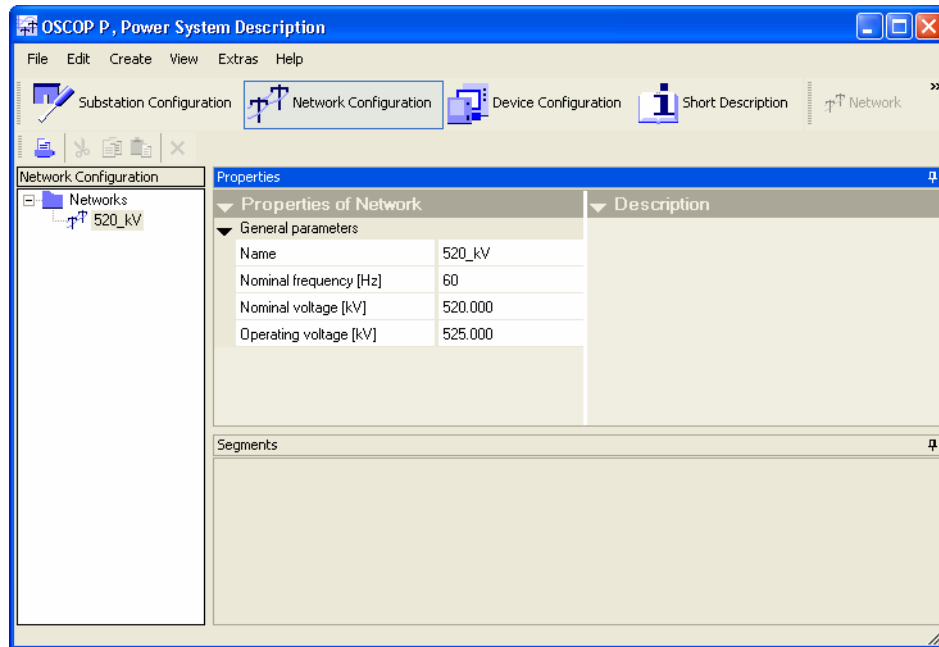 OSCOP P, Power System Description
File Edit Create View Extras Help
Substation Configuration Network Configuration Device Configuration Short Description Network »
Network Configuration
Networks
520_kV
Properties
Properties of Network Description
General parameters
Name 520_kV
Nominal frequency [Hz] 60
Nominal voltage [kV] 520.000
Operating voltage [kV] 525.000
Segments